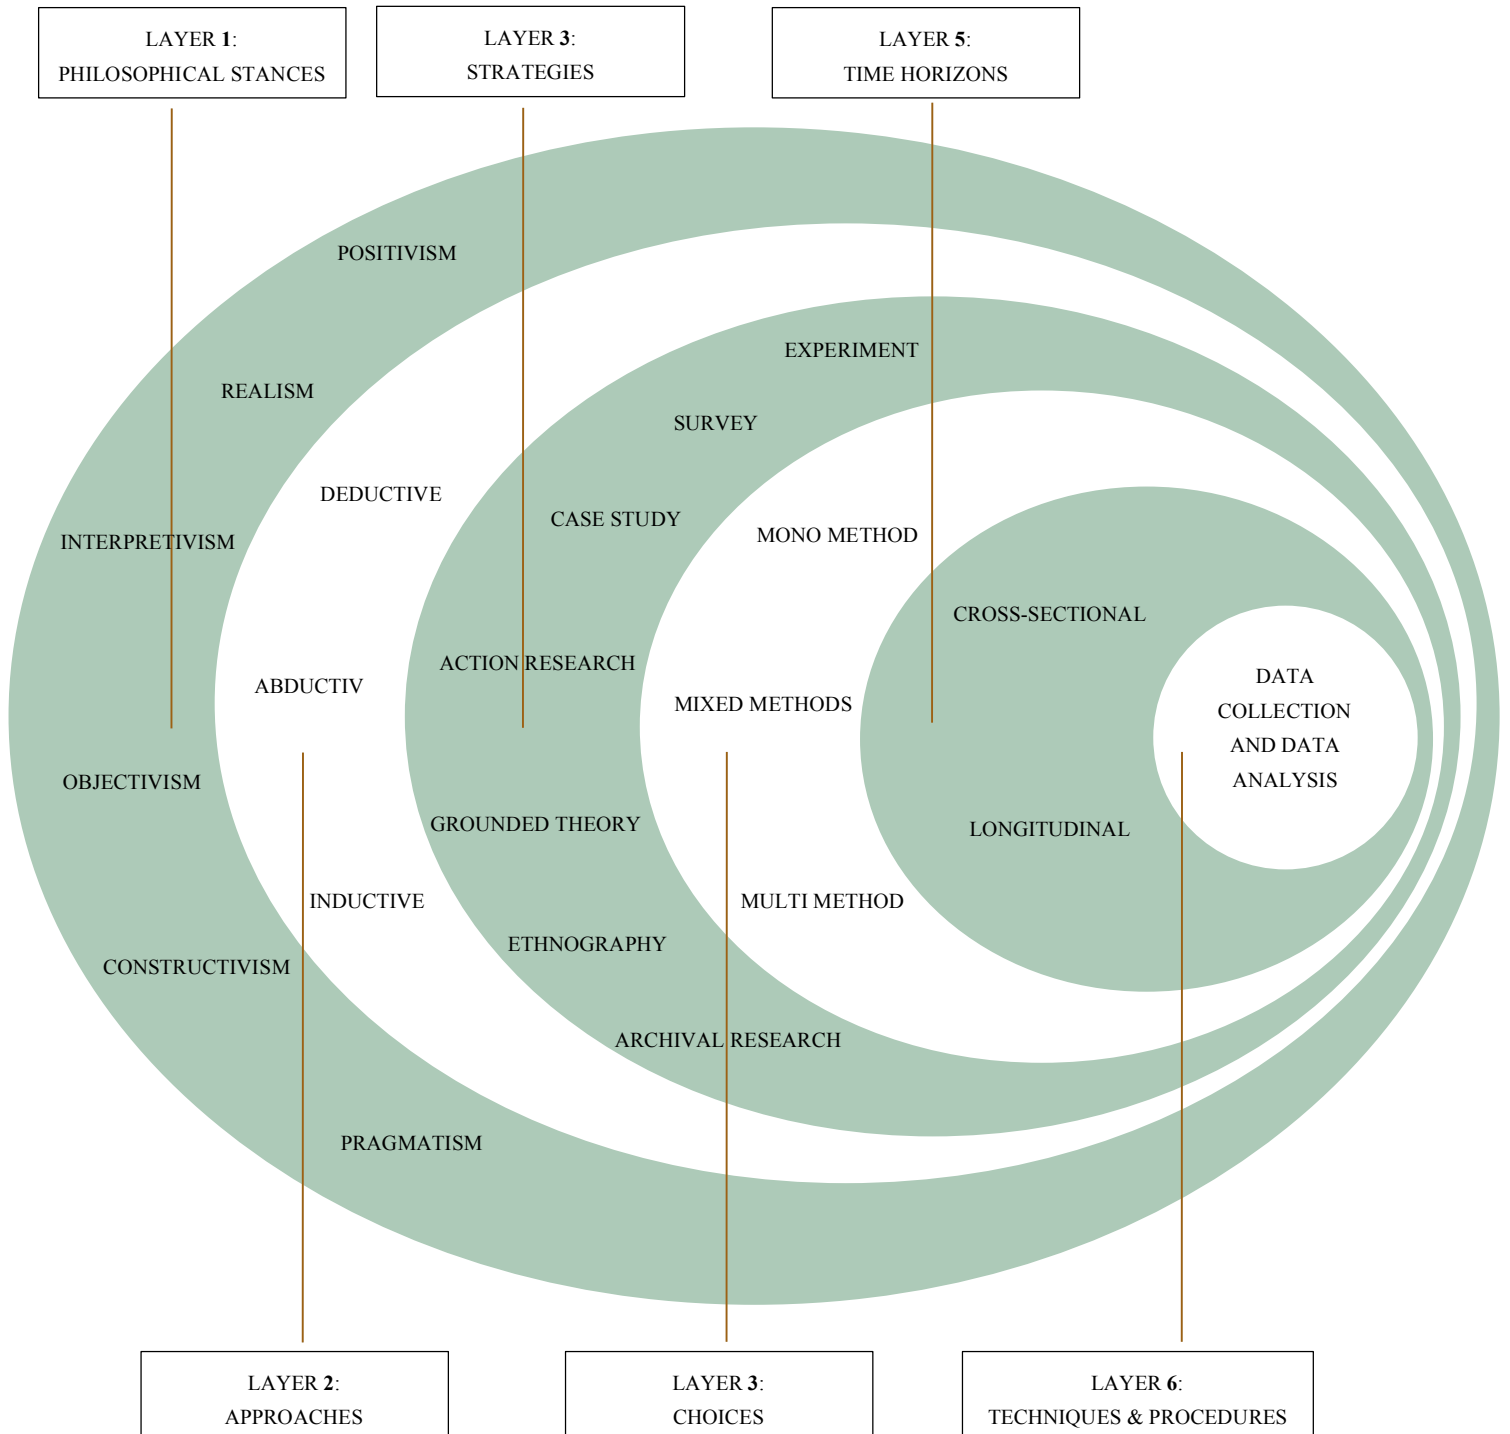 LAYER 1:
PHILOSOPHICAL STANCES
LAYER 3:
STRATEGIES
LAYER 5:
TIME HORIZONS
POSITIVISM
REALISM
INTERPRETIVISM
OBJECTIVISM
CONSTRUCTIVISM
PRAGMATISM
DEDUCTIVE
ABDUCTIV
INDUCTIVE
EXPERIMENT
SURVEY
CASE STUDY
ACTION RESEARCH
GROUNDED THEORY
ETHNOGRAPHY
ARCHIVAL RESEARCH
MONO METHOD
MIXED METHODS
MULTI METHOD
CROSS-SECTIONAL
LONGITUDINAL
DATA
COLLECTION
AND DATA
ANALYSIS
LAYER 2:
APPROACHES
LAYER 3:
CHOICES
LAYER 6:
TECHNIQUES & PROCEDURES